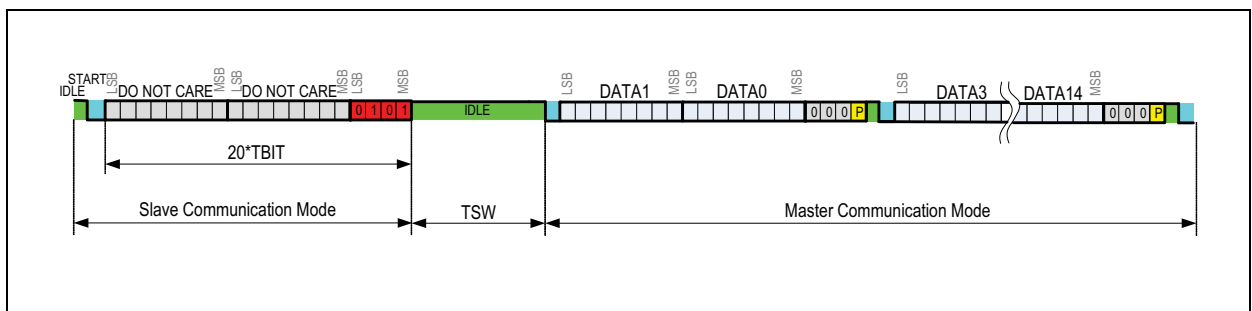 START LSB MSB LSB MSB LSB MSB LSB MSB LSB MSB LSB MSB
IDLE DO NOT CARE DO NOT CARE DATA1 DATA0 DATA3 DATA14
0 1 0 1 IDLE 0 0 0 P 0 0 0 P
20*TBIT
Slave Communication Mode TSW Master Communication Mode